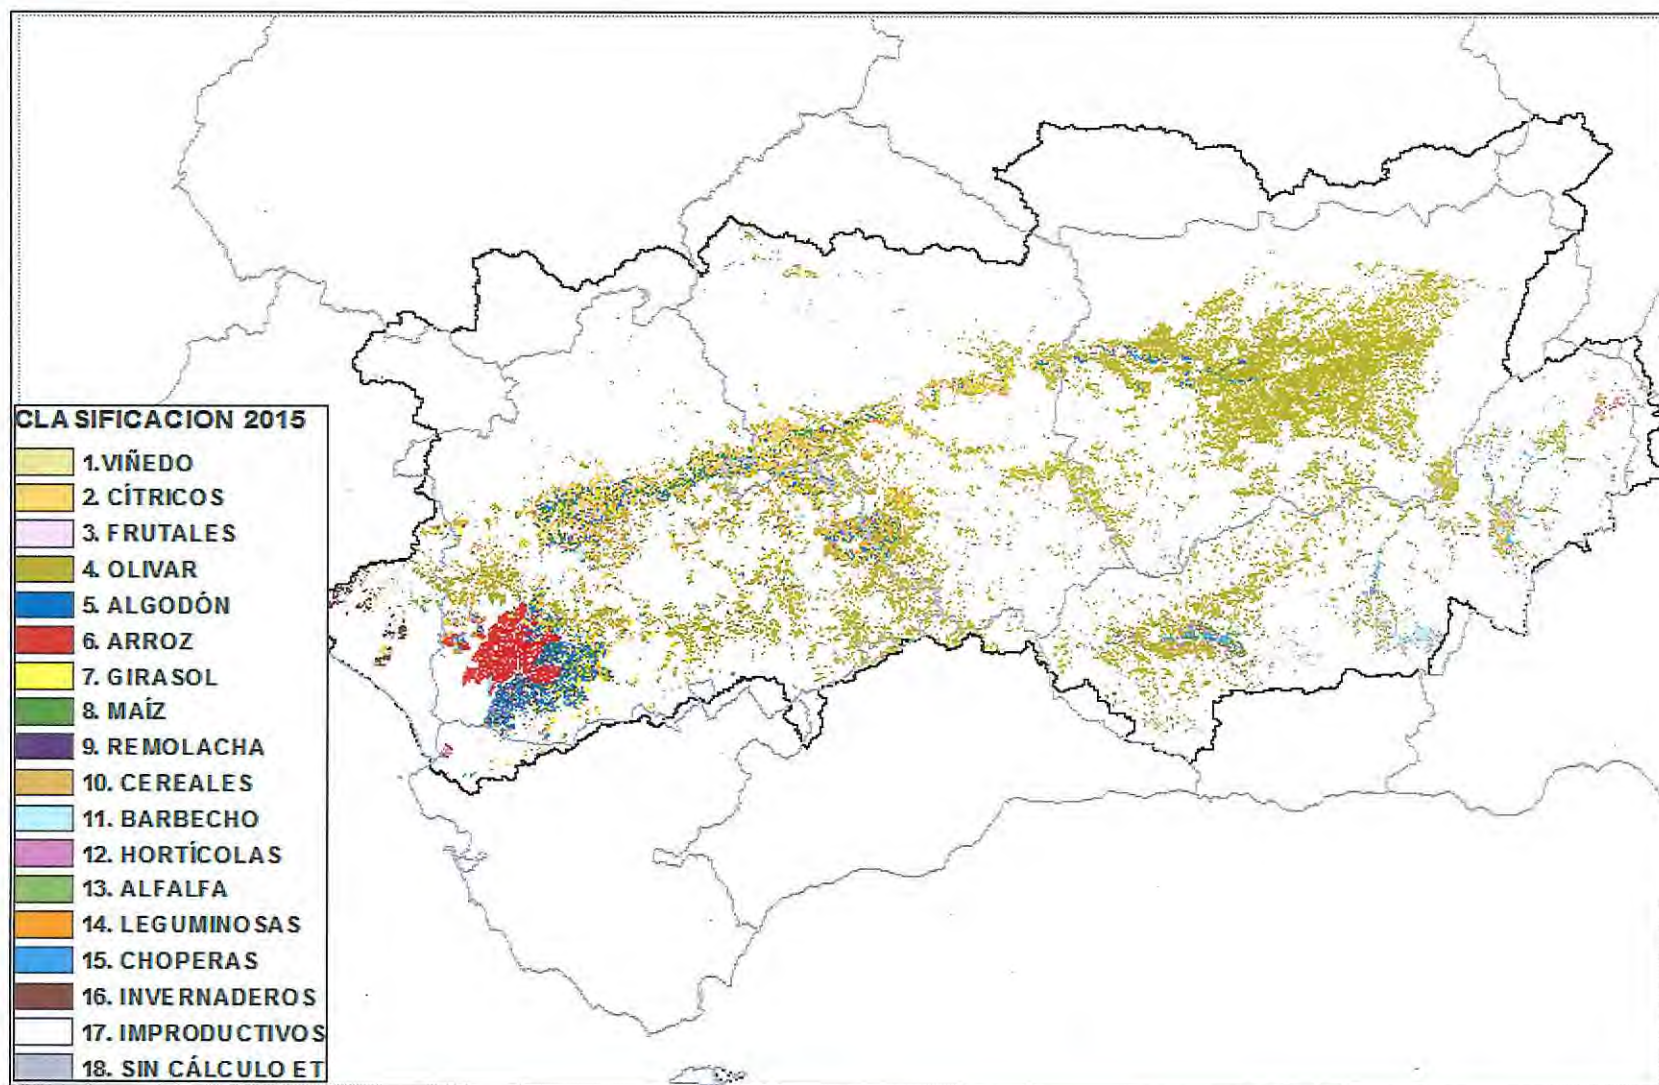 CLASIFICACION 2015
1.VIÑEDO
2. CÍTRICOS
3. FRUTALES
4. OLIVAR
5. ALGODÓN
6. ARROZ
7. GIRASOL
8. MAÍZ
9. REMOLACHA
10. CEREALES
11. BARBECHO
12. HORTÍCOLAS
13. ALFALFA
14. LEGUMINOSAS
15. CHOPERAS
16. INVERNADEROS
17. IMPRODUCTIVOS
18. SIN CÁLCULO ET